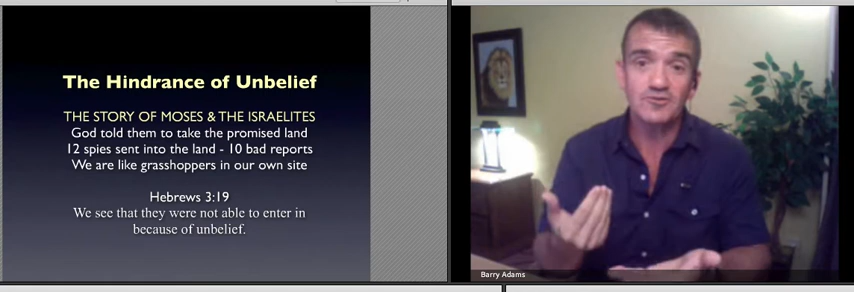 The Hindrance of Unbelief
THE STORY OF MOSES & THE ISRAELITES
God told them to take the promised land
12 spies sent into the land - 10 bad reports
We are like grasshoppers in our own site
Hebrews 3:19
We see that they were not able to enter in
because of unbelief.
Barry Adams